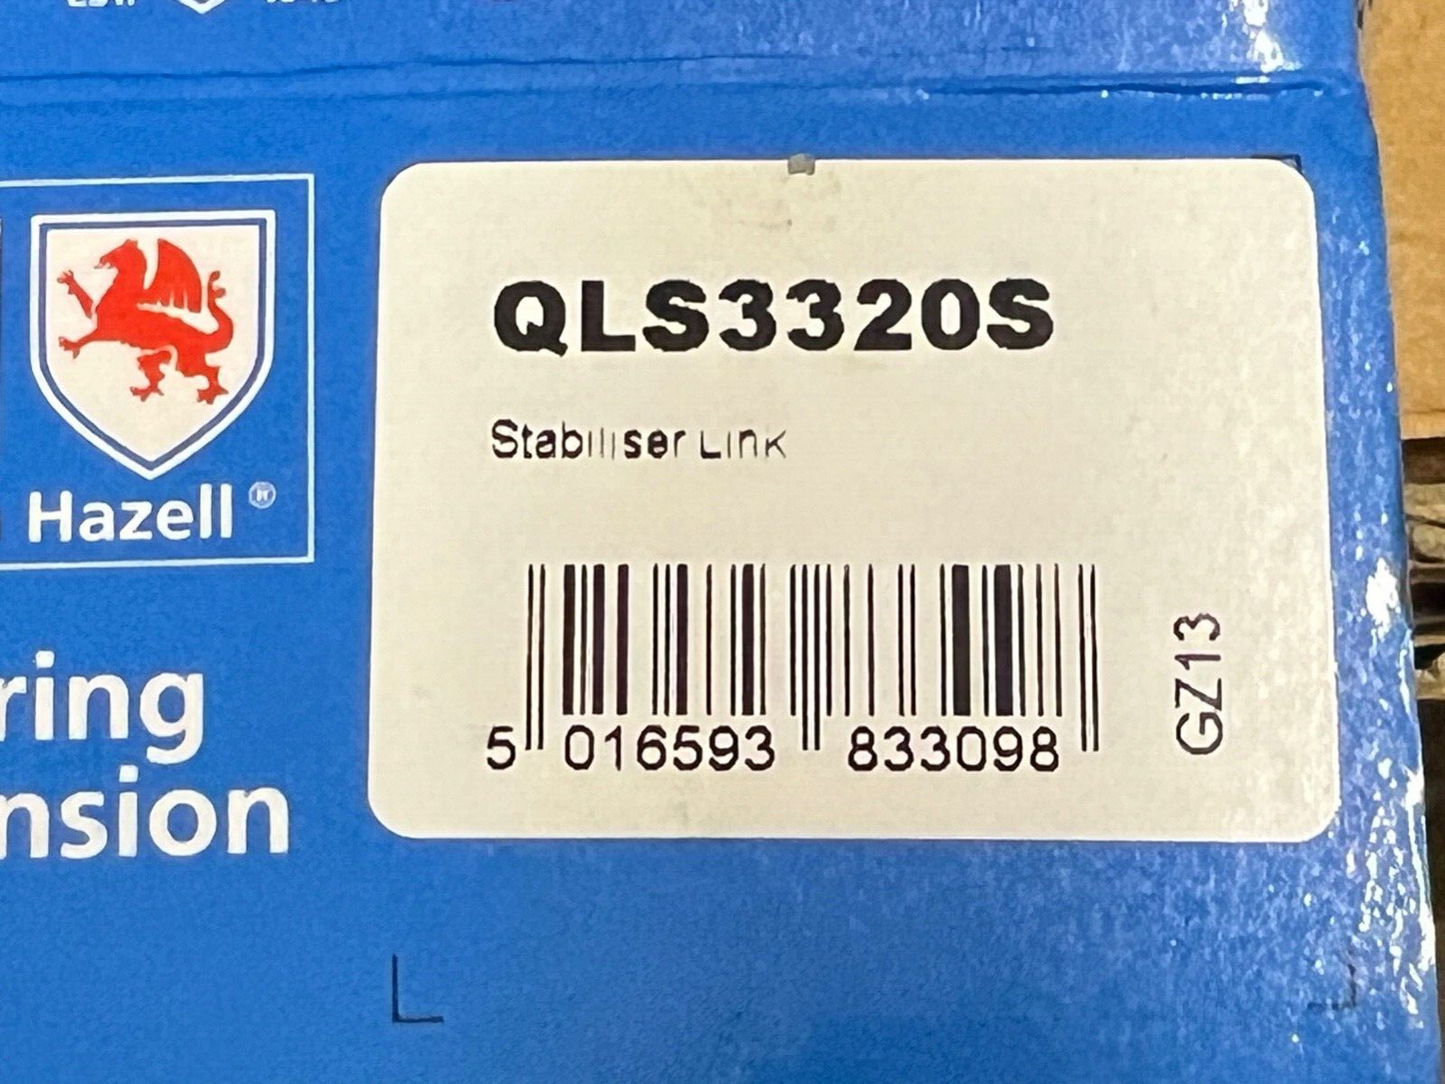 QLS3320S
Stabiliser Link
Hazell ®
5 016593 833098
GZ13
ring
nsion